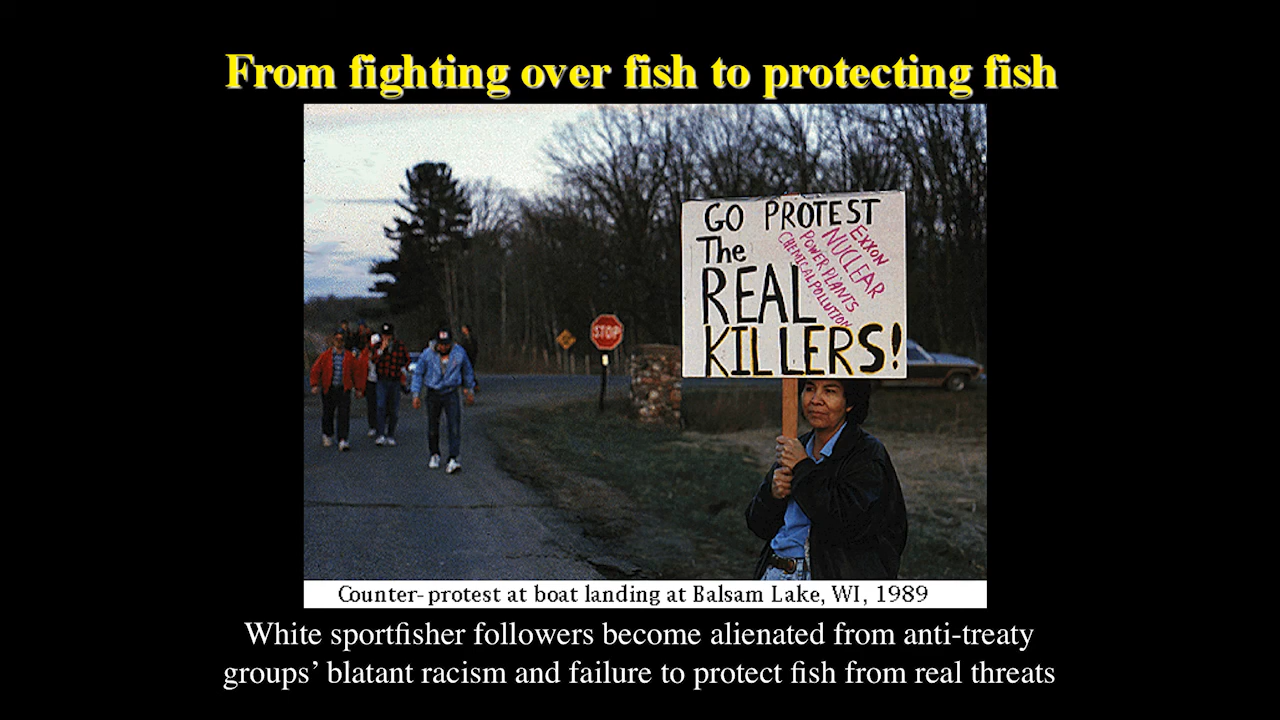 From fighting over fish to protecting fish
GO PROTEST
The
REAL
KILLERS!
EXXON
NUCLEAR
POWER PLANTS
CHEMICAL POLLUTION
STOP
Counter-protest at boat landing at Balsam Lake, WI, 1989
White sportfisher followers become alienated from anti-treaty
groups’ blatant racism and failure to protect fish from real threats